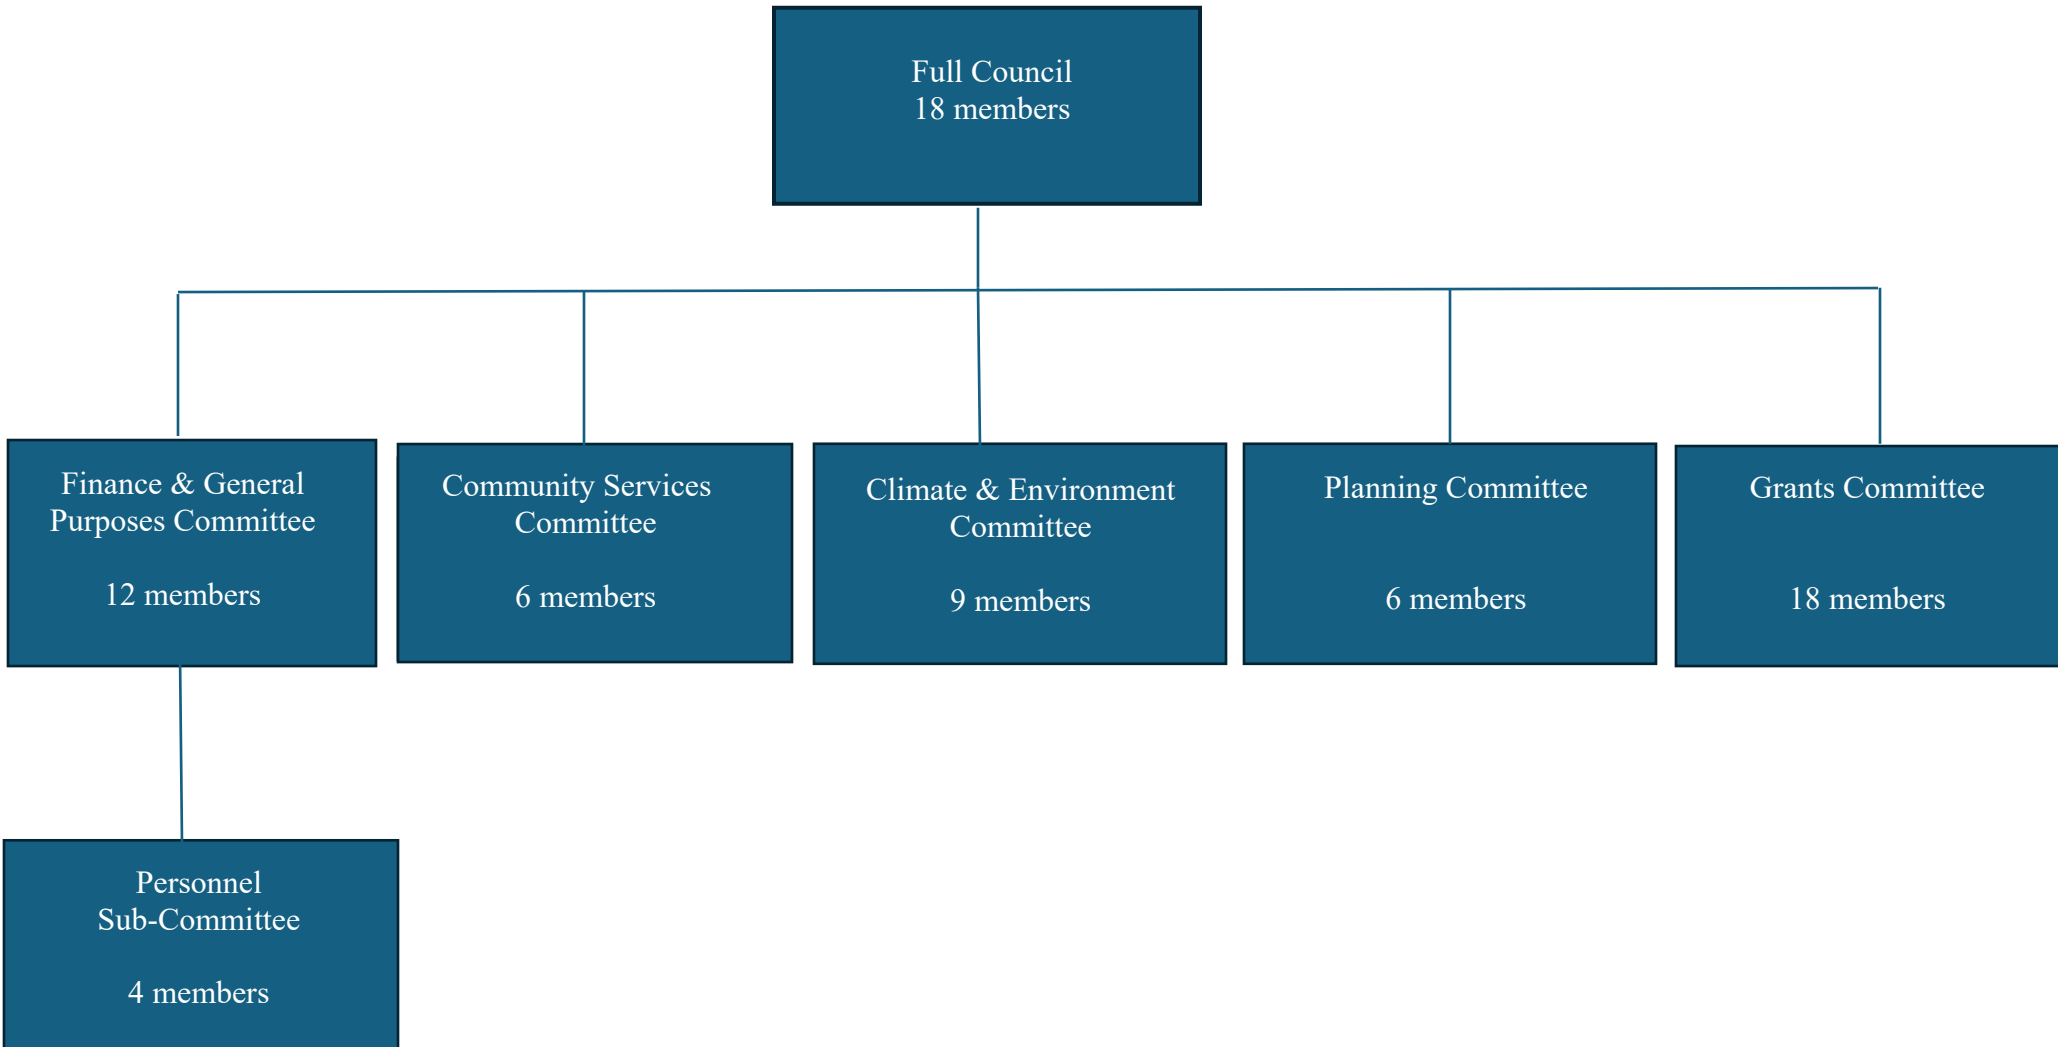 Full Council
18 members
Finance & General
Purposes Committee
12 members
Community Services
Committee
6 members
Climate & Environment
Committee
9 members
Planning Committee
6 members
Grants Committee
18 members
Personnel
Sub-Committee
4 members